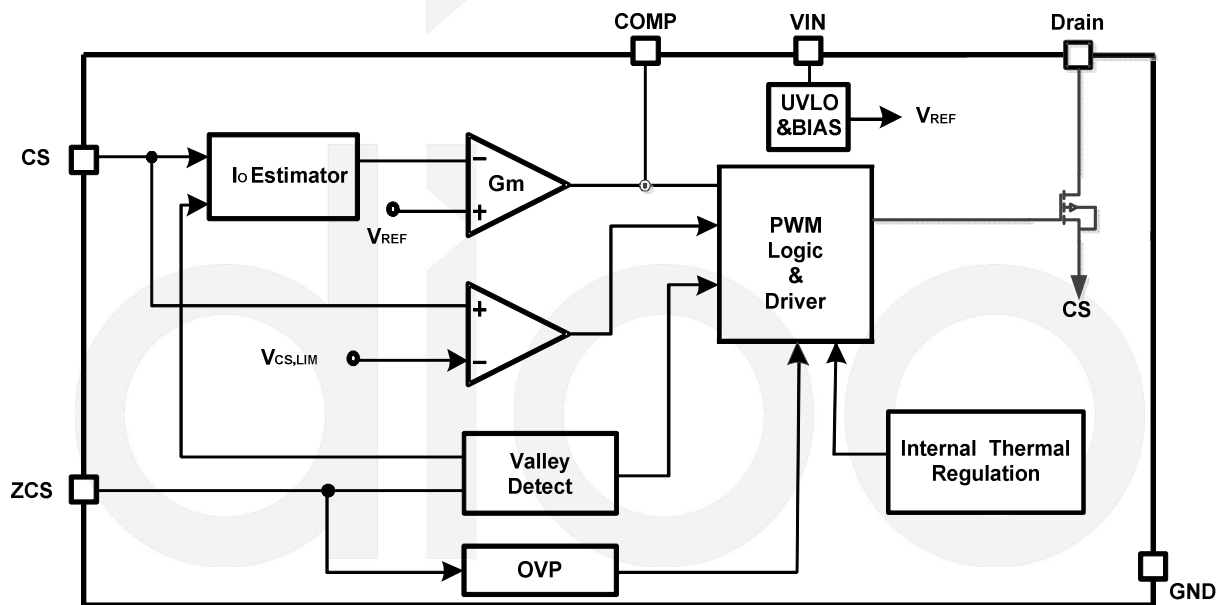 COMP
VIN
Drain
UVLO
&BIAS
VREF
CS
IO Estimator
Gm
VREF
PWM
Logic
&
Driver
CS
VCS,LIM
ZCS
Valley
Detect
Internal Thermal
Regulation
OVP
GND
dioo